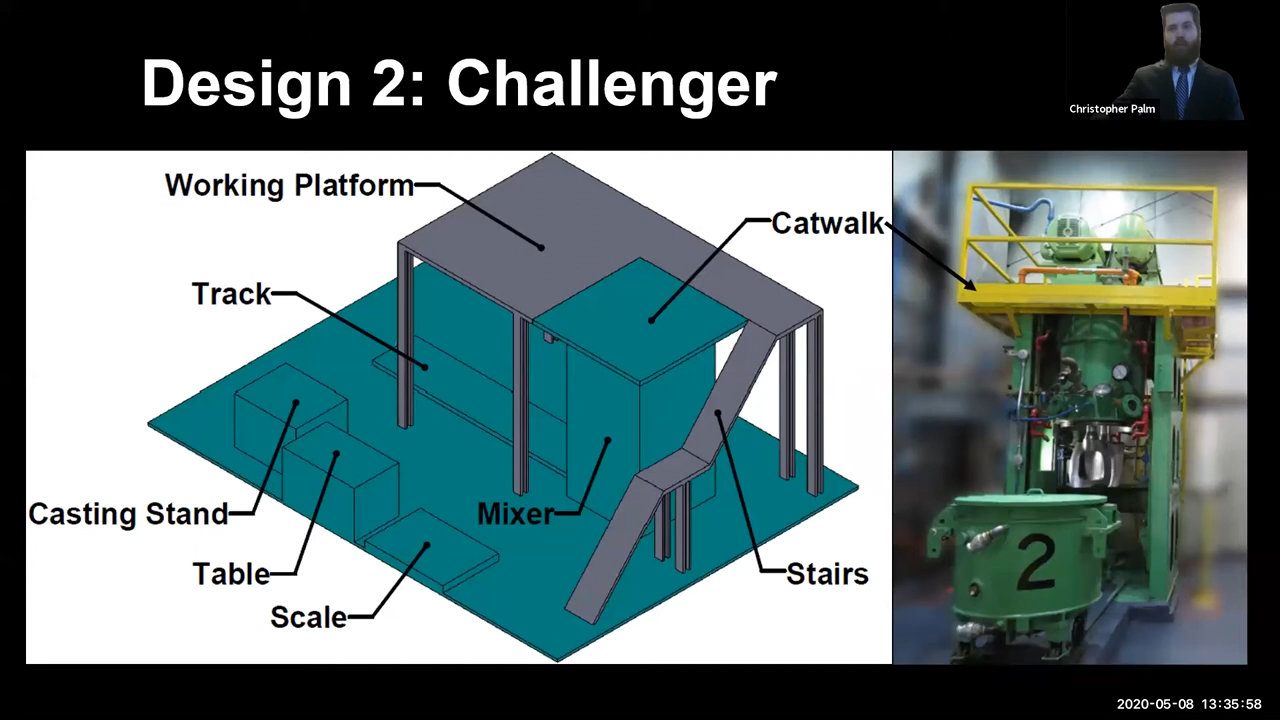 Design 2: Challenger
Christopher Palm
Working Platform
Catwalk
Track
Casting Stand
Mixer
Table
Stairs
Scale
2
2020-05-08 13:35:58